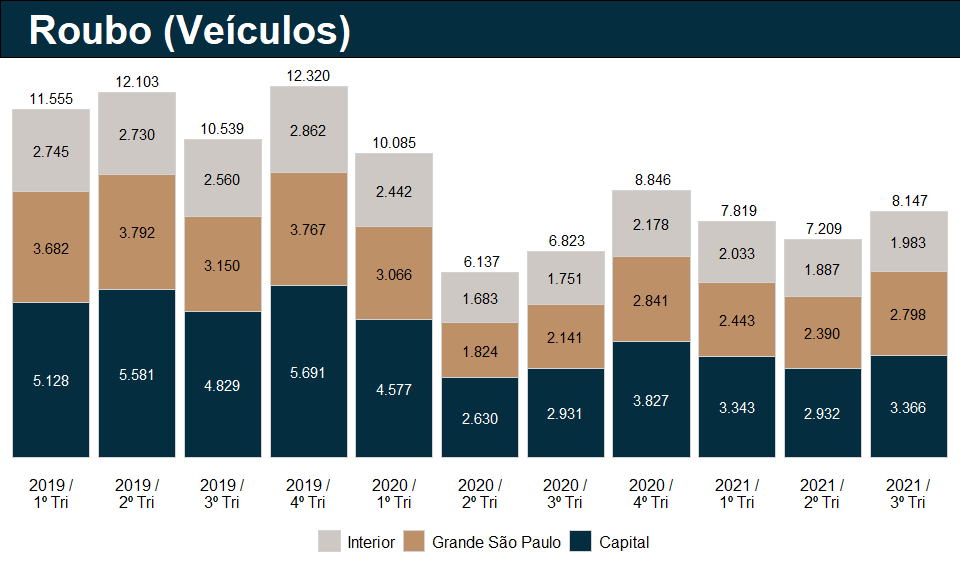 Roubo (Veículos)
11.555 12.103 10.539 12.320 10.085 6.137 6.823 8.846 7.819 7.209 8.147
2.745 2.730 2.560 2.862 2.442 1.683 1.751 2.178 2.033 1.887 1.983
3.682 3.792 3.150 3.767 3.066 1.824 2.141 2.841 2.443 2.390 2.798
5.128 5.581 4.829 5.691 4.577 2.630 2.931 3.827 3.343 2.932 3.366
2019 / 2019 / 2019 / 2019 / 2020 / 2020 / 2020 / 2020 / 2021 / 2021 / 2021 /
1º Tri 2º Tri 3º Tri 4º Tri 1º Tri 2º Tri 3º Tri 4º Tri 1º Tri 2º Tri 3º Tri
Interior Grande São Paulo Capital